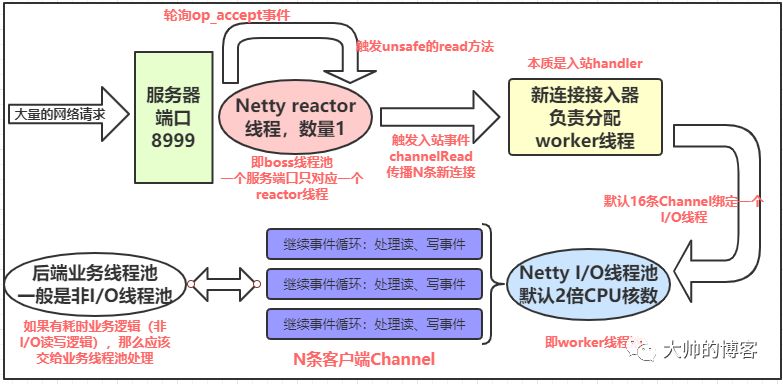 轮询op_accept事件
触发unsafe的read方法
本质是入站handler
大量的网络请求
服务器
端口
8999
Netty reactor
线程，数量1
新连接接入器
负责分配
worker线程
触发入站事件
channelRead
传播N条新连接
即boss线程池
一个服务端口只对应一个
reactor线程
默认16条Channel绑定一个
I/O线程
继续事件循环：处理读、写事件
继续事件循环：处理读、写事件
继续事件循环：处理读、写事件
后端业务线程池
一般是非I/O线程池
Netty I/O线程池
默认2倍CPU核数
如果有耗时业务逻辑（非
I/O读写逻辑），那么应该
交给业务线程池处理
N条客户端Channel
即worker线程
大帅的博客